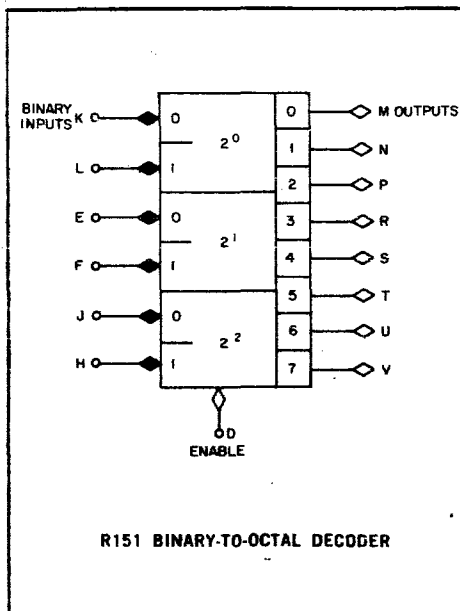 BINARY
INPUTS K
0
0
M OUTPUTS
2⁰
1
N
L
1
2
P
E
0
3
R
2¹
F
1
4
S
J
0
5
T
2²
6
U
H
1
7
V
D
ENABLE
R151 BINARY-TO-OCTAL DECODER